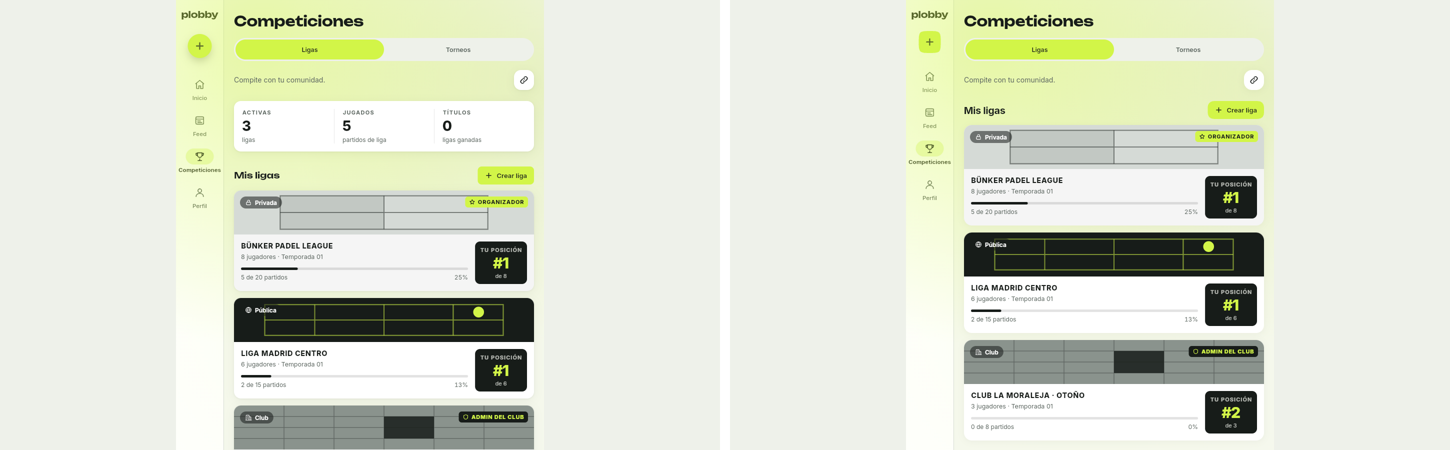 plobby
Competiciones
Ligas
Torneos
Compite con tu comunidad.
ACTIVAS
3
ligas
JUGADOS
5
partidos de liga
TÍTULOS
0
ligas ganadas
Inicio
Feed
Competiciones
Perfil
Mis ligas
+ Crear liga
Privada
ORGANIZADOR
BÜNKER PADEL LEAGUE
8 jugadores · Temporada 01
5 de 20 partidos
25%
TU POSICIÓN
#1
de 8
Pública
LIGA MADRID CENTRO
6 jugadores · Temporada 01
2 de 15 partidos
13%
TU POSICIÓN
#1
de 6
Club
ADMIN DEL CLUB
plobby
Competiciones
Ligas
Torneos
Compite con tu comunidad.
Inicio
Feed
Competiciones
Perfil
Mis ligas
+ Crear liga
Privada
ORGANIZADOR
BÜNKER PADEL LEAGUE
8 jugadores · Temporada 01
5 de 20 partidos
25%
TU POSICIÓN
#1
de 8
Pública
LIGA MADRID CENTRO
6 jugadores · Temporada 01
2 de 15 partidos
13%
TU POSICIÓN
#1
de 6
Club
ADMIN DEL CLUB
CLUB LA MORALEJA · OTOÑO
3 jugadores · Temporada 01
0 de 8 partidos
0%
TU POSICIÓN
#2
de 3